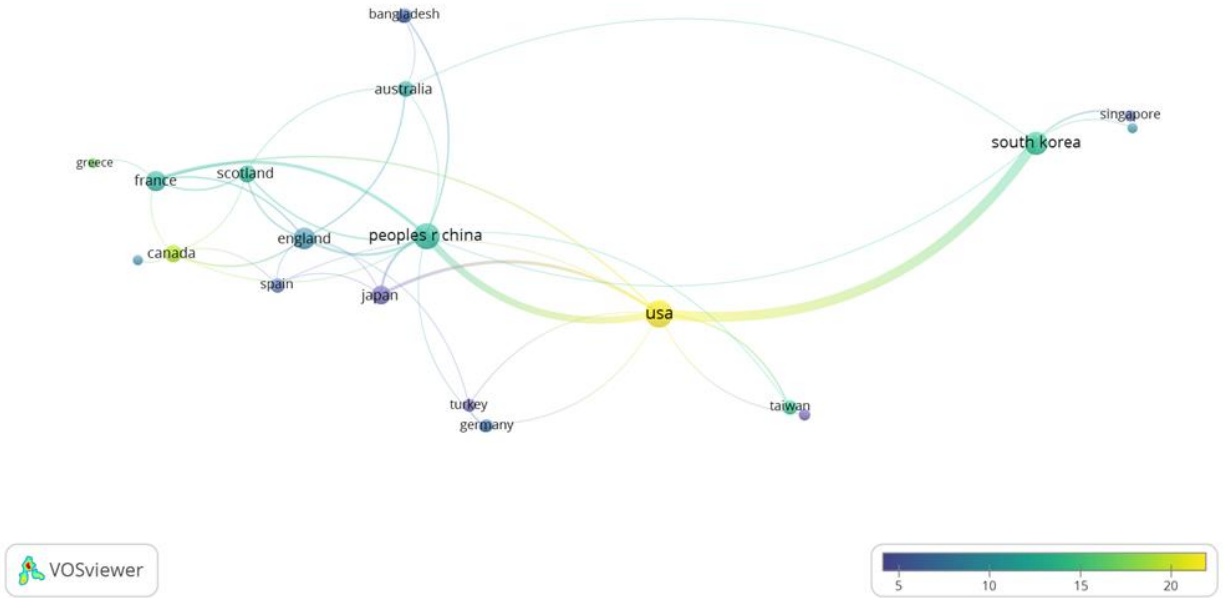 bangladesh
australia
singapore
south korea
greece
france
scotland
peoples r china
england
canada
spain
japan
usa
turkey
taiwan
germany
VOSviewer
5
10
15
20